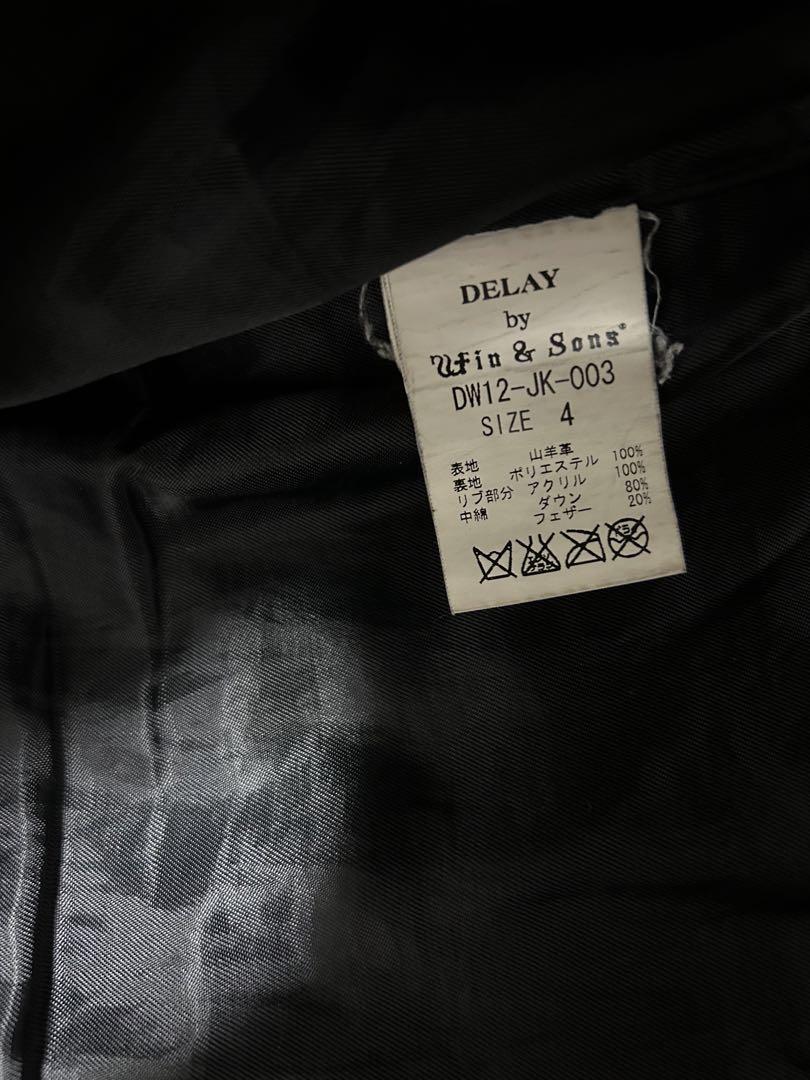 DELAY
by
Wfin & Sons®
DW12-JK-003
SIZE 4
表地 山羊革 100%
裏地 ポリエステル 100%
リブ部分 アクリル 80%
中綿 ダウン 20%
フェザー